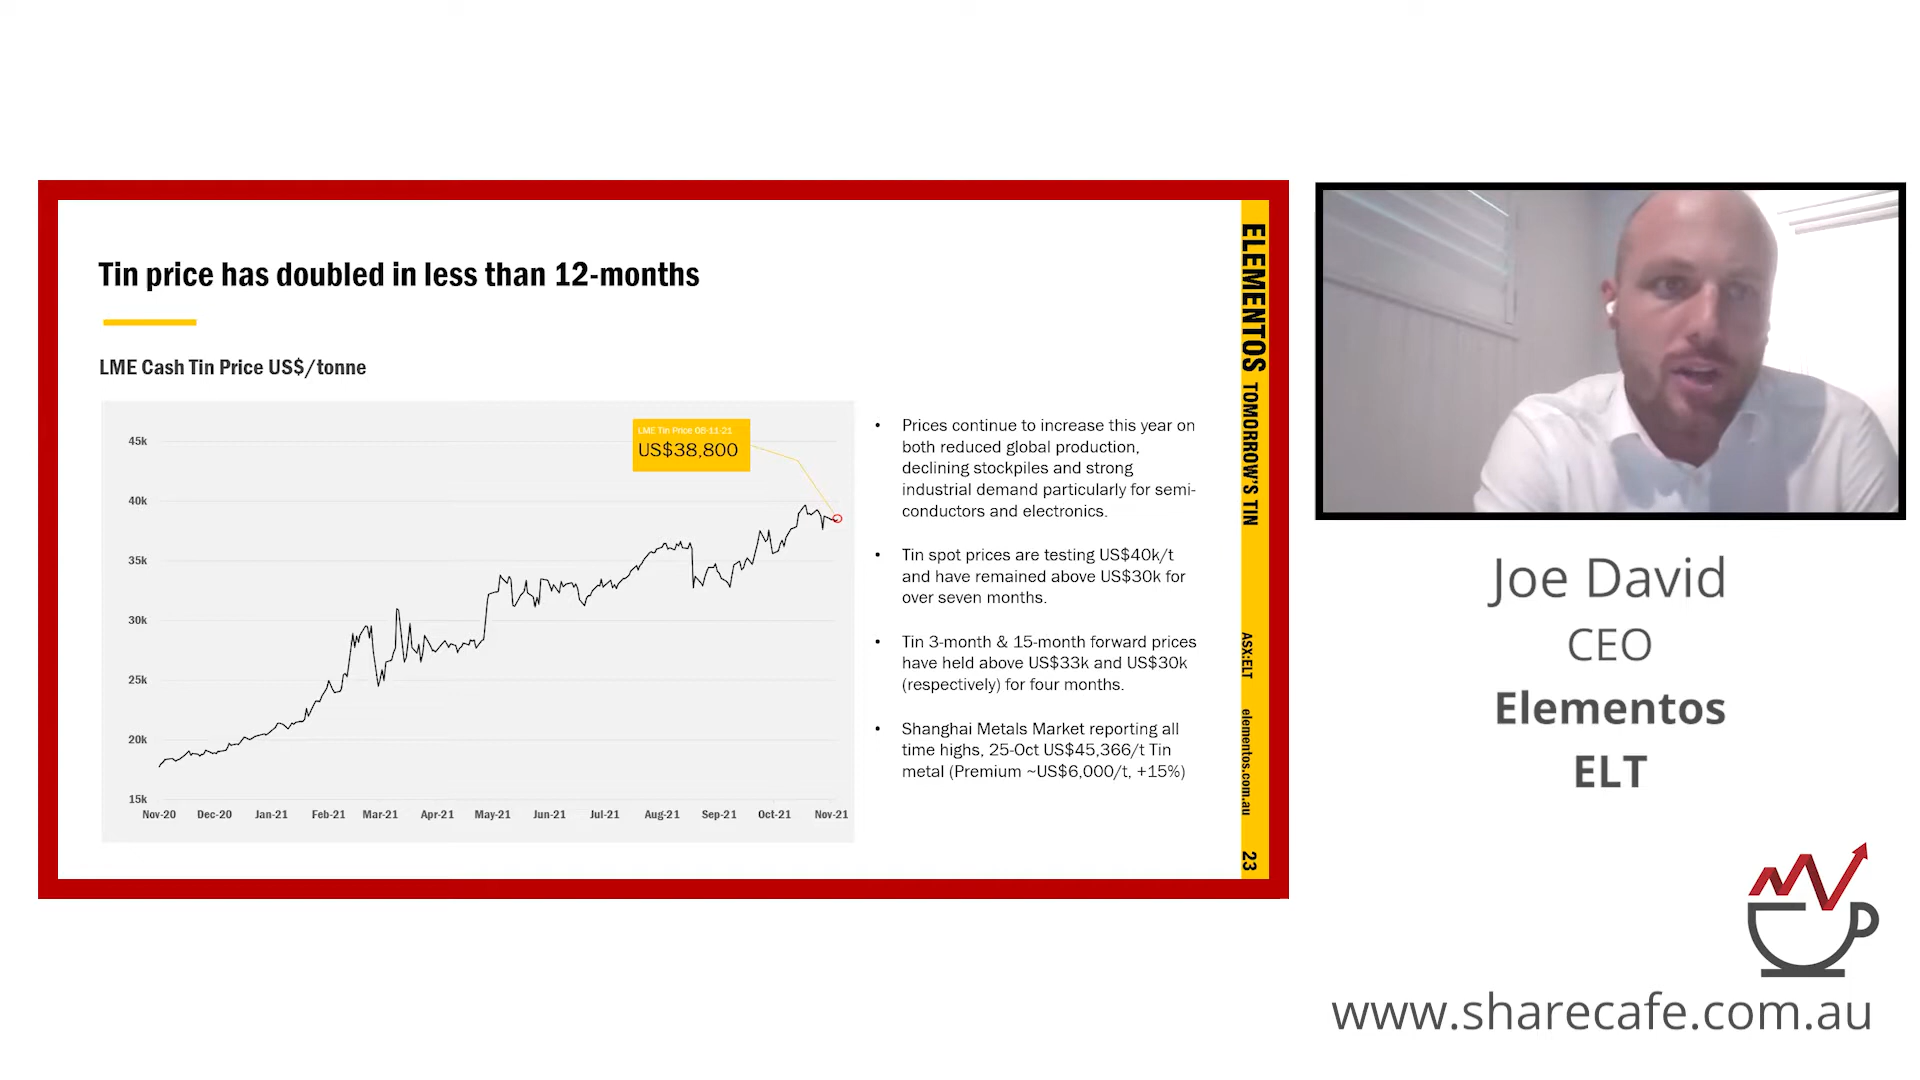 Tin price has doubled in less than 12-months
LME Cash Tin Price US$/tonne
45k
40k
35k
30k
25k
20k
15k
Nov-20 Dec-20 Jan-21 Feb-21 Mar-21 Apr-21 May-21 Jun-21 Jul-21 Aug-21 Sep-21 Oct-21 Nov-21
LME Tin Price 08-11-21
US$38,800
• Prices continue to increase this year on
both reduced global production,
declining stockpiles and strong
industrial demand particularly for semi-
conductors and electronics.
• Tin spot prices are testing US$40k/t
and have remained above US$30k for
over seven months.
• Tin 3-month & 15-month forward prices
have held above US$33k and US$30k
(respectively) for four months.
• Shanghai Metals Market reporting all
time highs, 25-Oct US$45,366/t Tin
metal (Premium ~US$6,000/t, +15%)
ELEMENTOS TOMORROW'S TIN ASX:ELT elementos.com.au 23
Joe David
CEO
Elementos
ELT
www.sharecafe.com.au